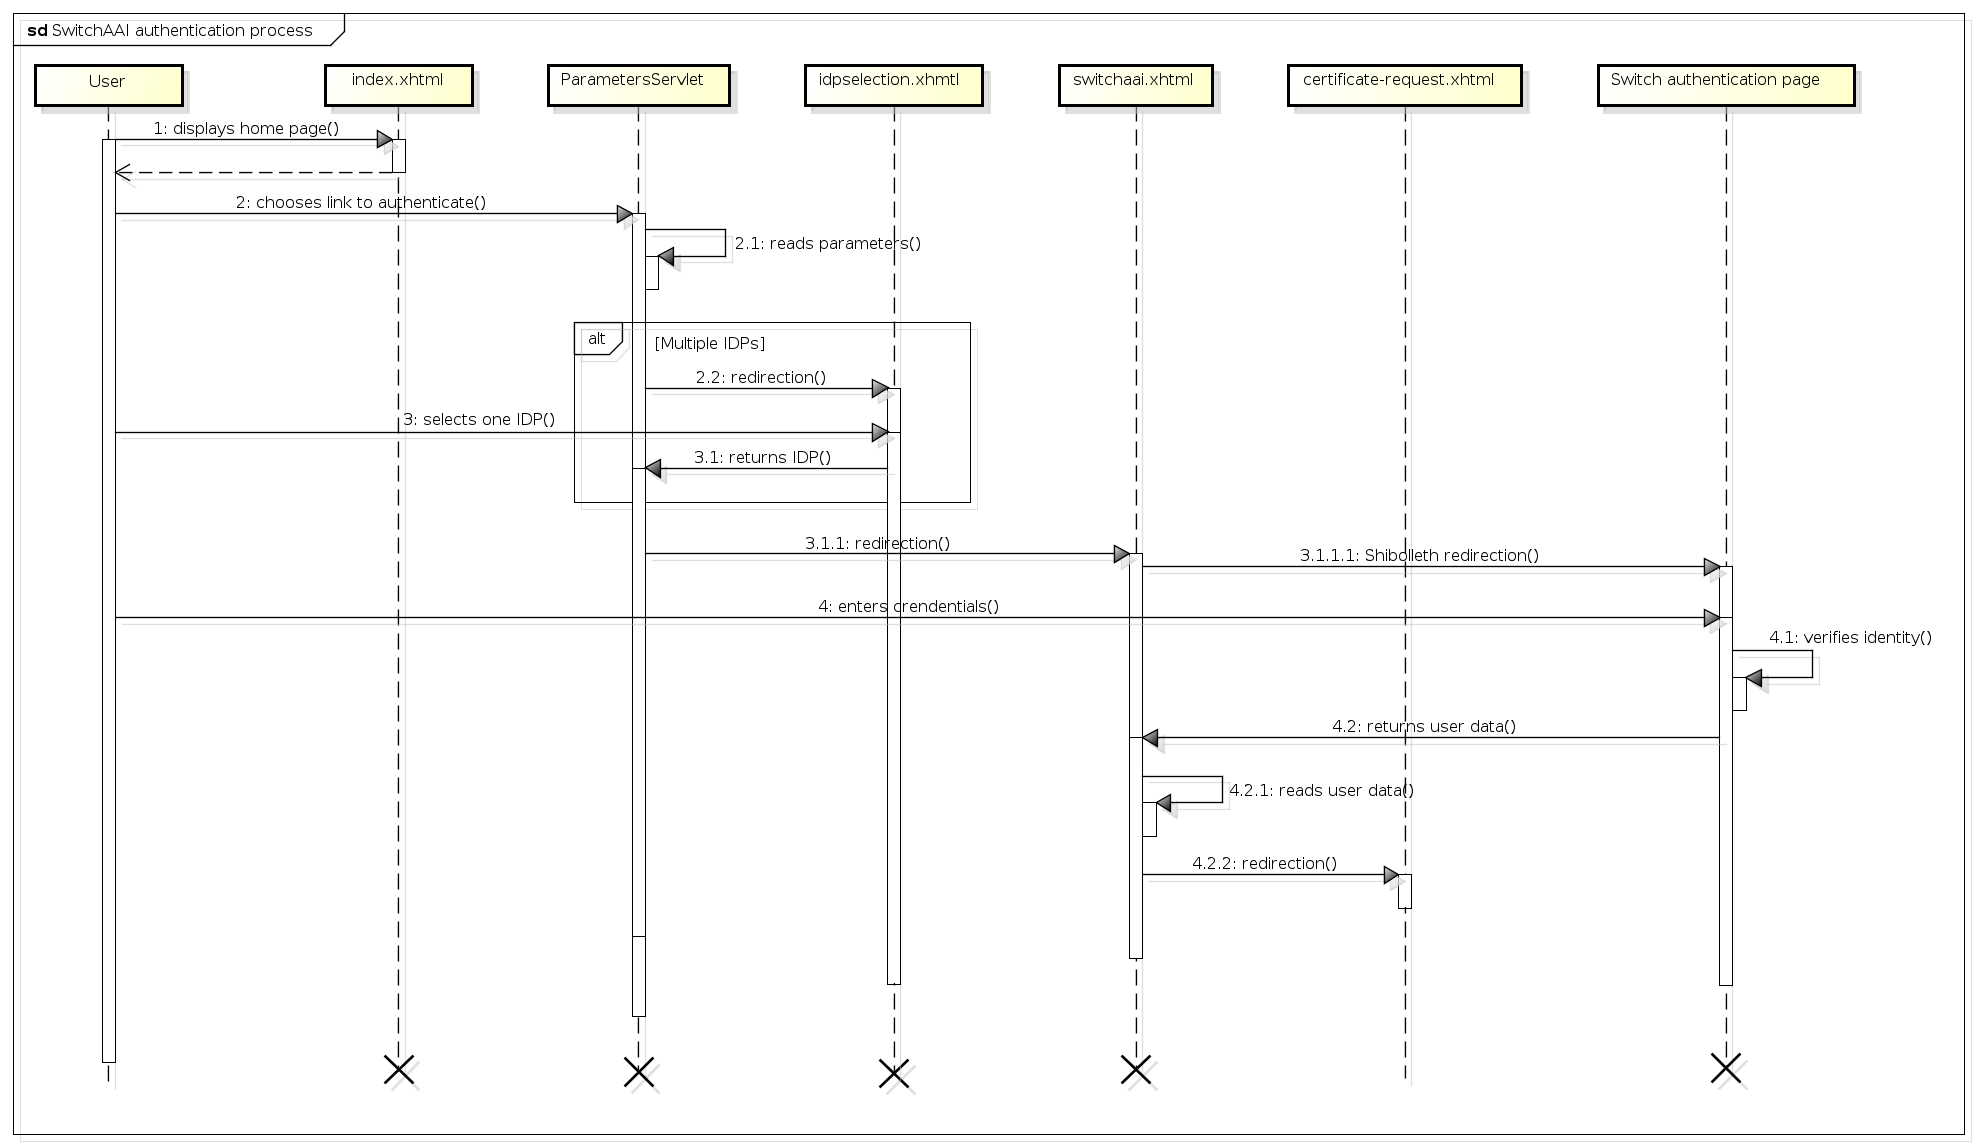 sd SwitchAAI authentication process
User
index.xhtml
ParametersServlet
idpselection.xhmtl
switchaai.xhtml
certificate-request.xhtml
Switch authentication page
1: displays home page()
2: chooses link to authenticate()
2.1: reads parameters()
alt
[Multiple IDPs]
2.2: redirection()
3: selects one IDP()
3.1: returns IDP()
3.1.1: redirection()
3.1.1.1: Shibolleth redirection()
4: enters crendentials()
4.1: verifies identity()
4.2: returns user data()
4.2.1: reads user data()
4.2.2: redirection()